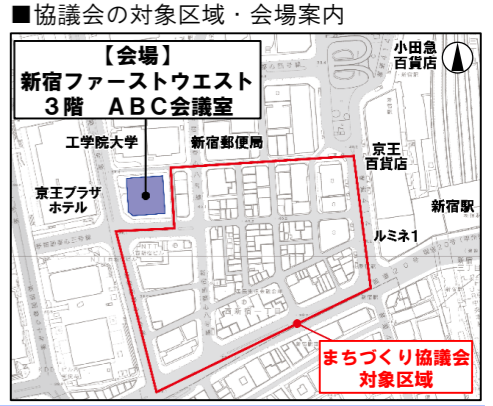 ■協議会の対象区域・会場案内
【会場】
新宿ファーストウエスト
3階　ABC会議室
小田急
百貨店
工学院大学
新宿郵便局
京王
百貨店
京王プラザ
ホテル
新宿駅
ルミネ1
まちづくり協議会
対象区域